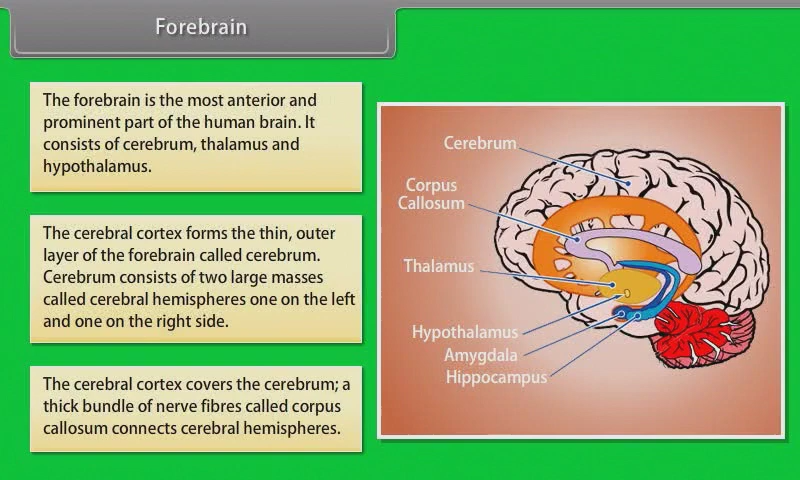 Forebrain
The forebrain is the most anterior and
prominent part of the human brain. It
consists of cerebrum, thalamus and
hypothalamus.
The cerebral cortex forms the thin, outer
layer of the forebrain called cerebrum.
Cerebrum consists of two large masses
called cerebral hemispheres one on the left
and one on the right side.
The cerebral cortex covers the cerebrum; a
thick bundle of nerve fibres called corpus
callosum connects cerebral hemispheres.
Cerebrum
Corpus
Callosum
Thalamus
Hypothalamus
Amygdala
Hippocampus